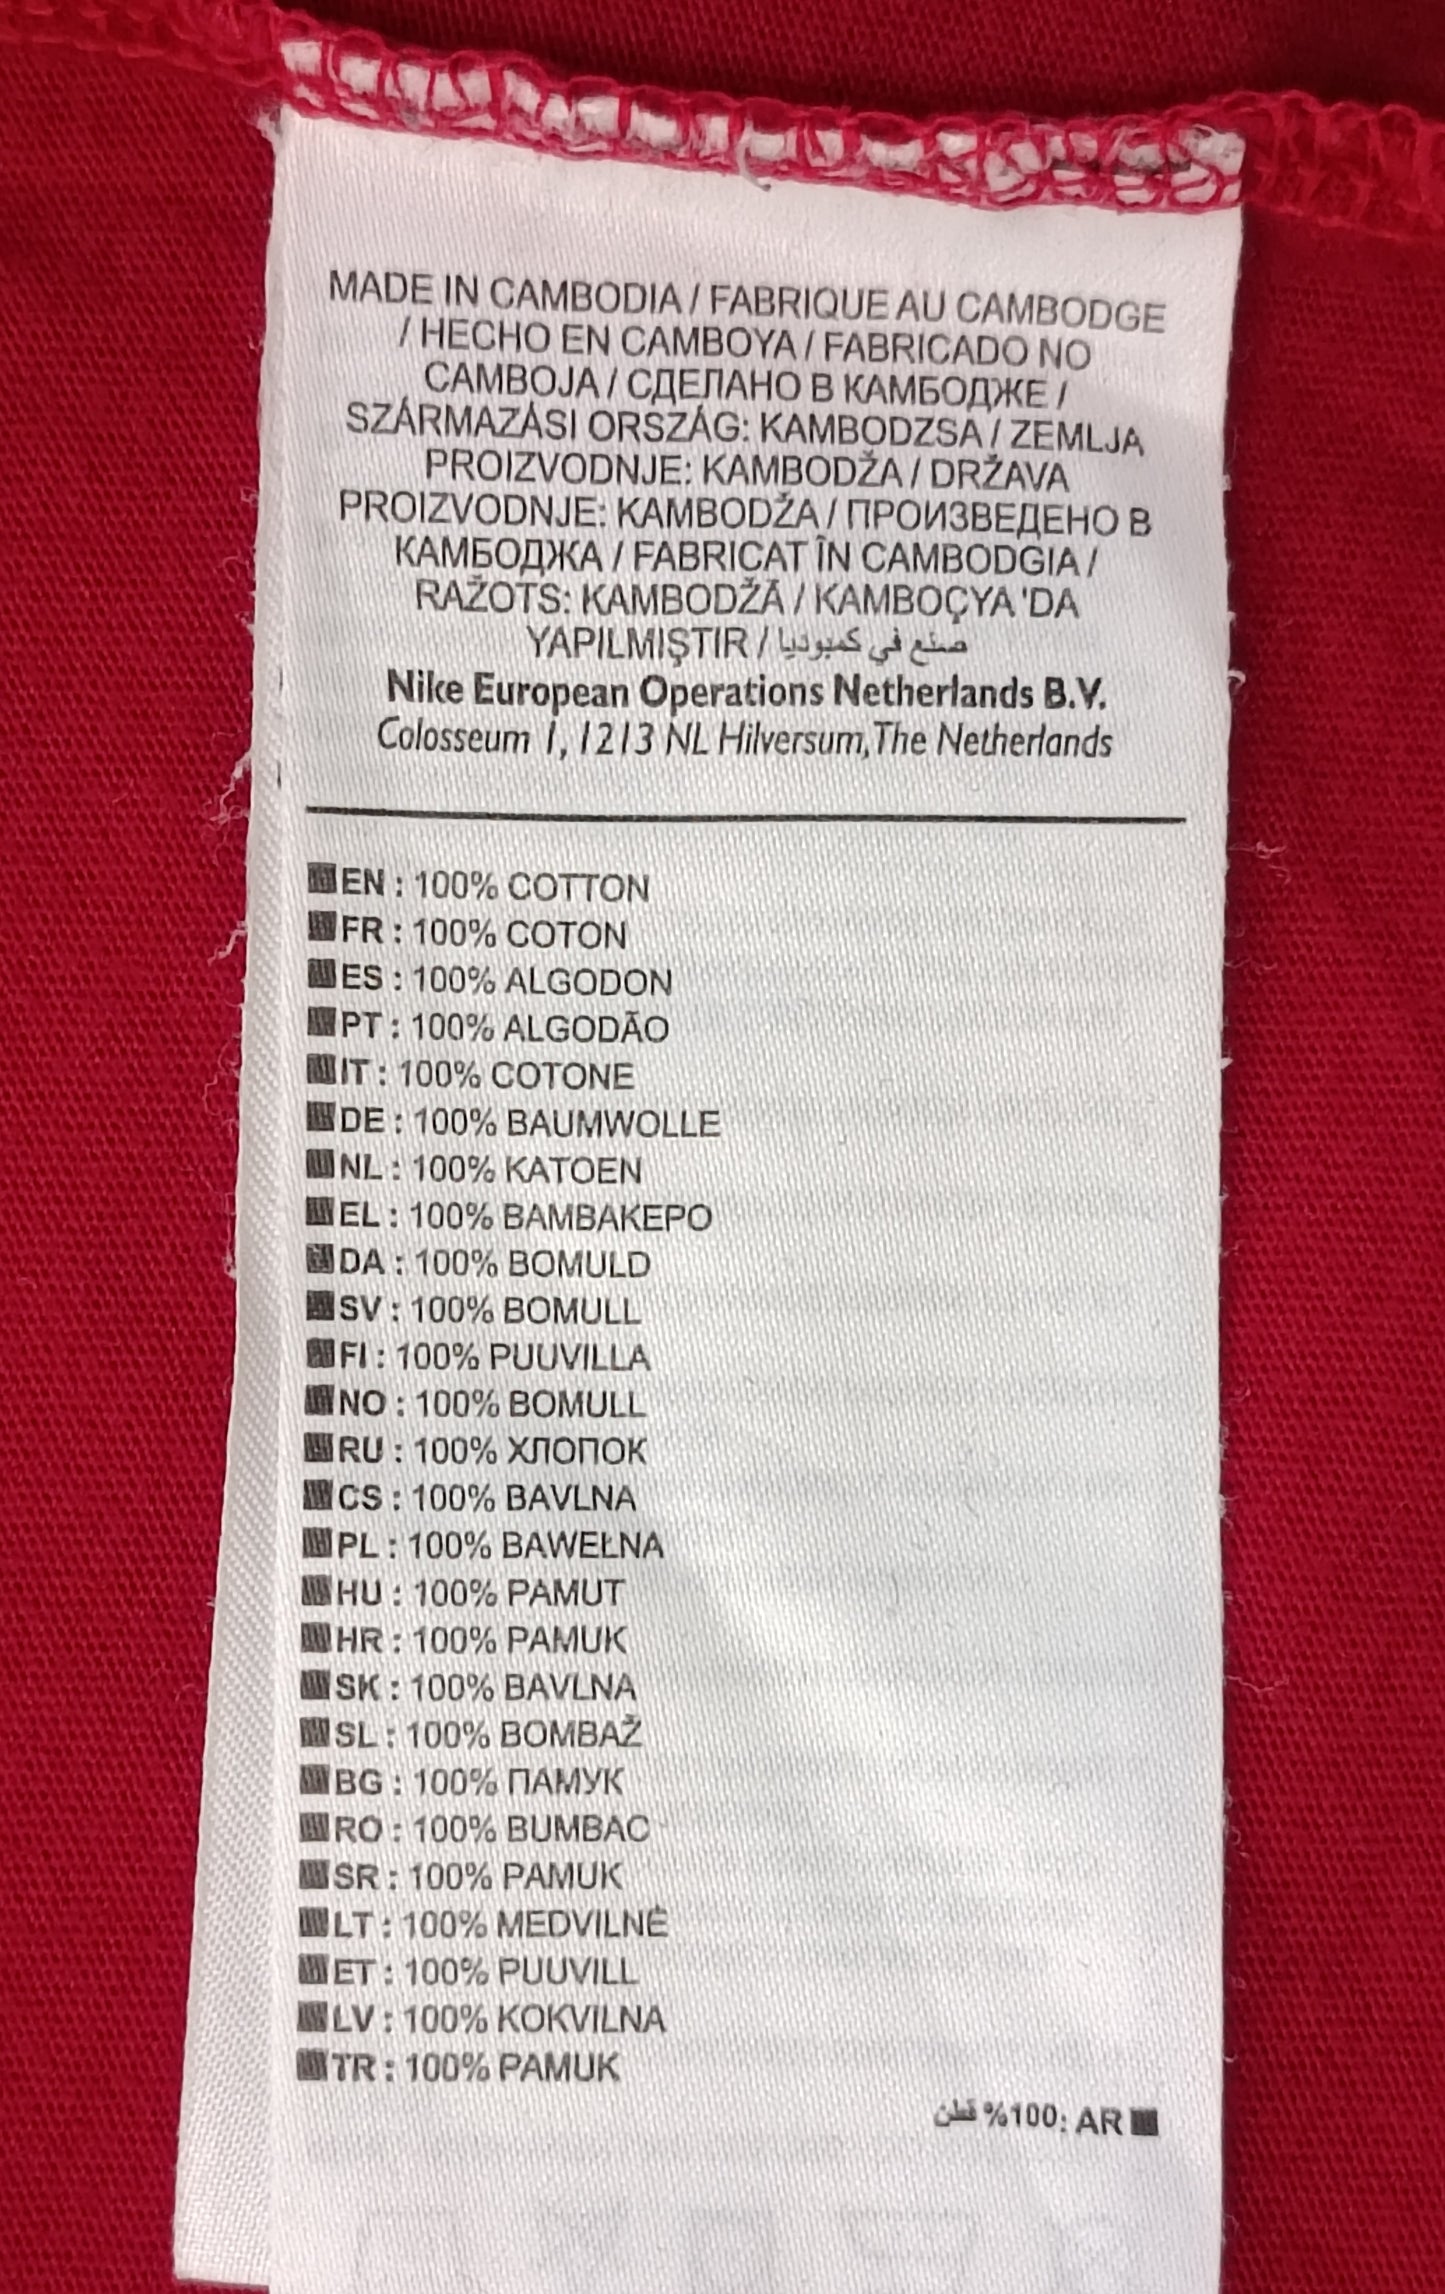 MADE IN CAMBODIA / FABRIQUE AU CAMBODGE
/ HECHO EN CAMBOYA / FABRICADO NO
CAMBOJA / СДЕЛАНО В КАМБОДЖЕ /
SZÁRMAZÁSI ORSZÁG: KAMBODZSA / ZEMLJA
PROIZVODNJE: KAMBODŽA / DRŽAVA
PROIZVODNJE: KAMBODŽA / ПРОИЗВЕДЕНО В
КАМБОДЖА / FABRICAT ÎN CAMBODGIA /
RAŽOTS: KAMBODŽĀ / KAMBOÇYA 'DA
YAPILMIŞTIR / صنع في كمبوديا
Nike European Operations Netherlands B.V.
Colosseum 1, 1213 NL Hilversum, The Netherlands
EN : 100% COTTON
FR : 100% COTON
ES : 100% ALGODON
PT : 100% ALGODÃO
IT : 100% COTONE
DE : 100% BAUMWOLLE
NL : 100% KATOEN
EL : 100% ΒΑΜΒΑΚΕΡΟ
DA : 100% BOMULD
SV : 100% BOMULL
FI : 100% PUUVILLA
NO : 100% BOMULL
RU : 100% ХЛОПОК
CS : 100% BAVLNA
PL : 100% BAWEŁNA
HU : 100% PAMUT
HR : 100% PAMUK
SK : 100% BAVLNA
SL : 100% BOMBAŽ
BG : 100% ПАМУК
RO : 100% BUMBAC
SR : 100% PAMUK
LT : 100% MEDVILNĖ
ET : 100% PUUVILL
LV : 100% KOKVILNA
TR : 100% PAMUK
AR :100% قطن